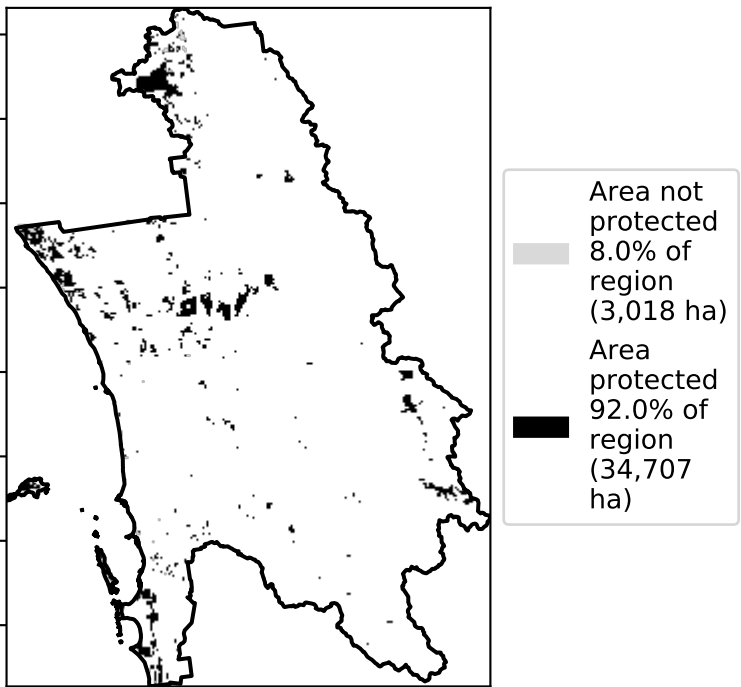 Area not
protected
8.0% of
region
(3,018 ha)
Area
protected
92.0% of
region
(34,707
ha)